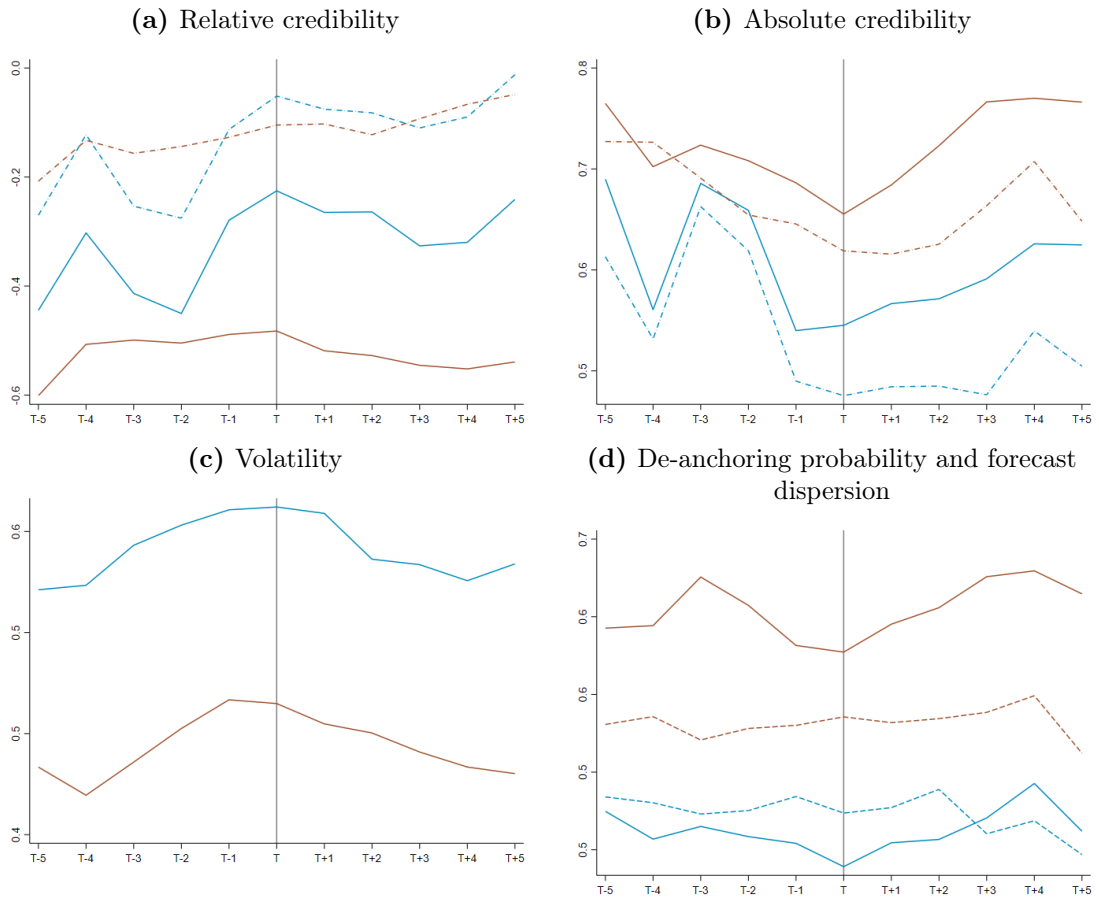 (a) Relative credibility
0.0
-0.2
-0.4
-0.6
T-5 T-4 T-3 T-2 T-1 T T+1 T+2 T+3 T+4 T+5
(b) Absolute credibility
0.8
0.7
0.6
0.5
T-5 T-4 T-3 T-2 T-1 T T+1 T+2 T+3 T+4 T+5
(c) Volatility
0.6
0.5
0.5
0.4
T-5 T-4 T-3 T-2 T-1 T T+1 T+2 T+3 T+4 T+5
(d) De-anchoring probability and forecast
dispersion
0.7
0.6
0.6
0.5
0.5
T-5 T-4 T-3 T-2 T-1 T T+1 T+2 T+3 T+4 T+5